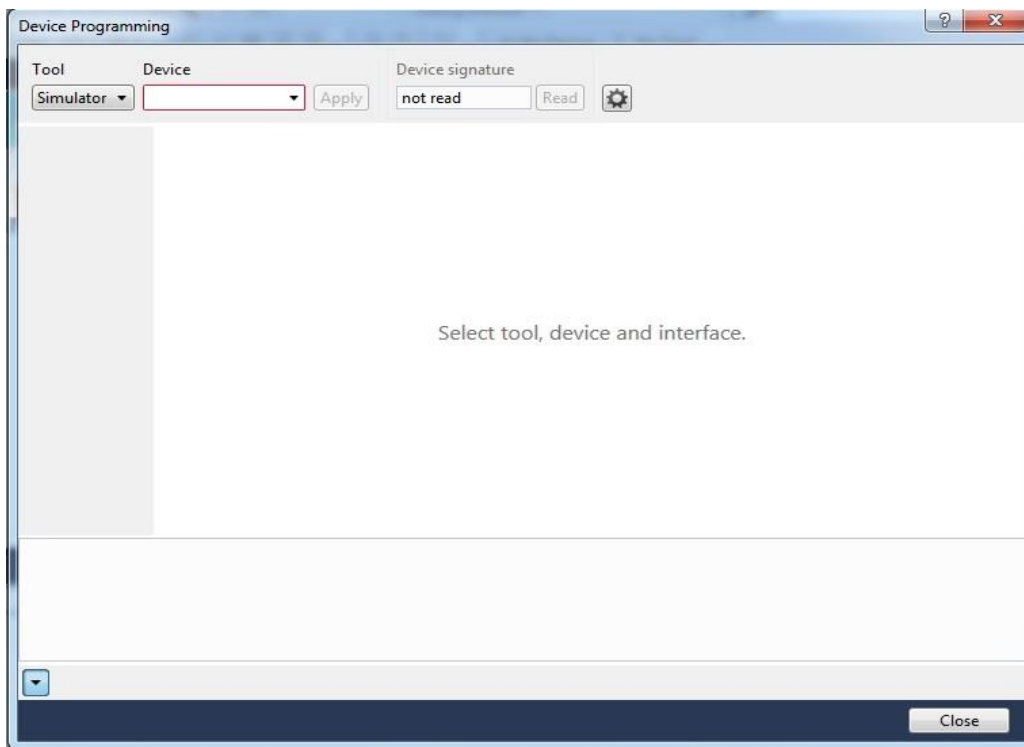 Device Programming
?
Tool Device Device signature
Simulator Apply not read Read
Select tool, device and interface.
Close